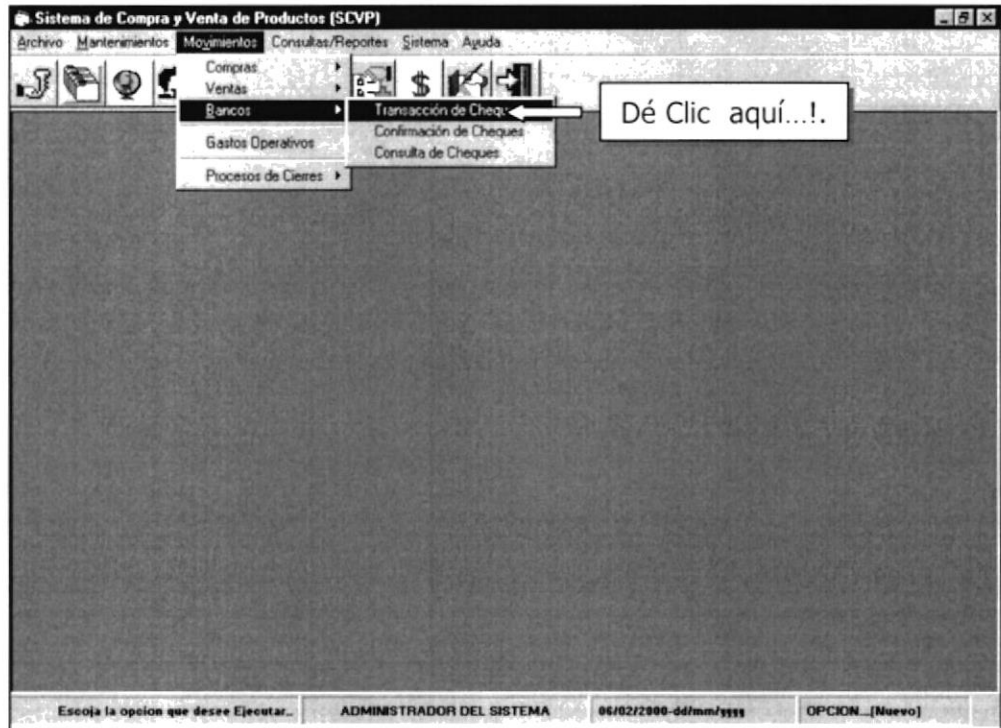 Sistema de Compra y Venta de Productos (SCVP)
Archivo Mantenimientos Movimientos Consultas/Reportes Sistema Ayuda
Compras
Ventas
Bancos
Gastos Operativos
Procesos de Cierres
Transacción de Cheque
Confirmación de Cheques
Consulta de Cheques
Dé Clic aquí...!.
Escoja la opcion que desee Ejecutar... ADMINISTRADOR DEL SISTEMA 06/02/2000-dd/mm/yyyy OPCION...[Nuevo]